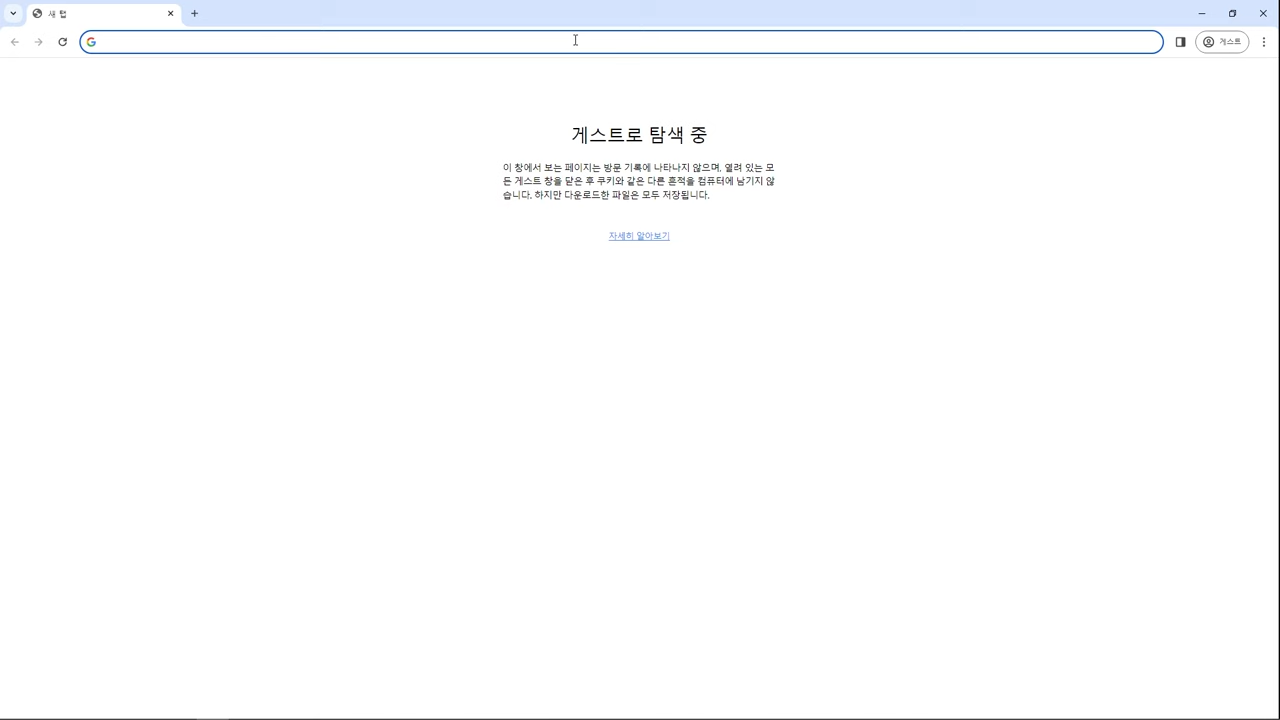 새 탭
게스트
게스트로 탐색 중
이 창에서 보는 페이지는 방문 기록에 나타나지 않으며, 열려 있는 모
든 게스트 창을 닫은 후 쿠키와 같은 다른 흔적을 컴퓨터에 남기지 않
습니다. 하지만 다운로드한 파일은 모두 저장됩니다.
자세히 알아보기